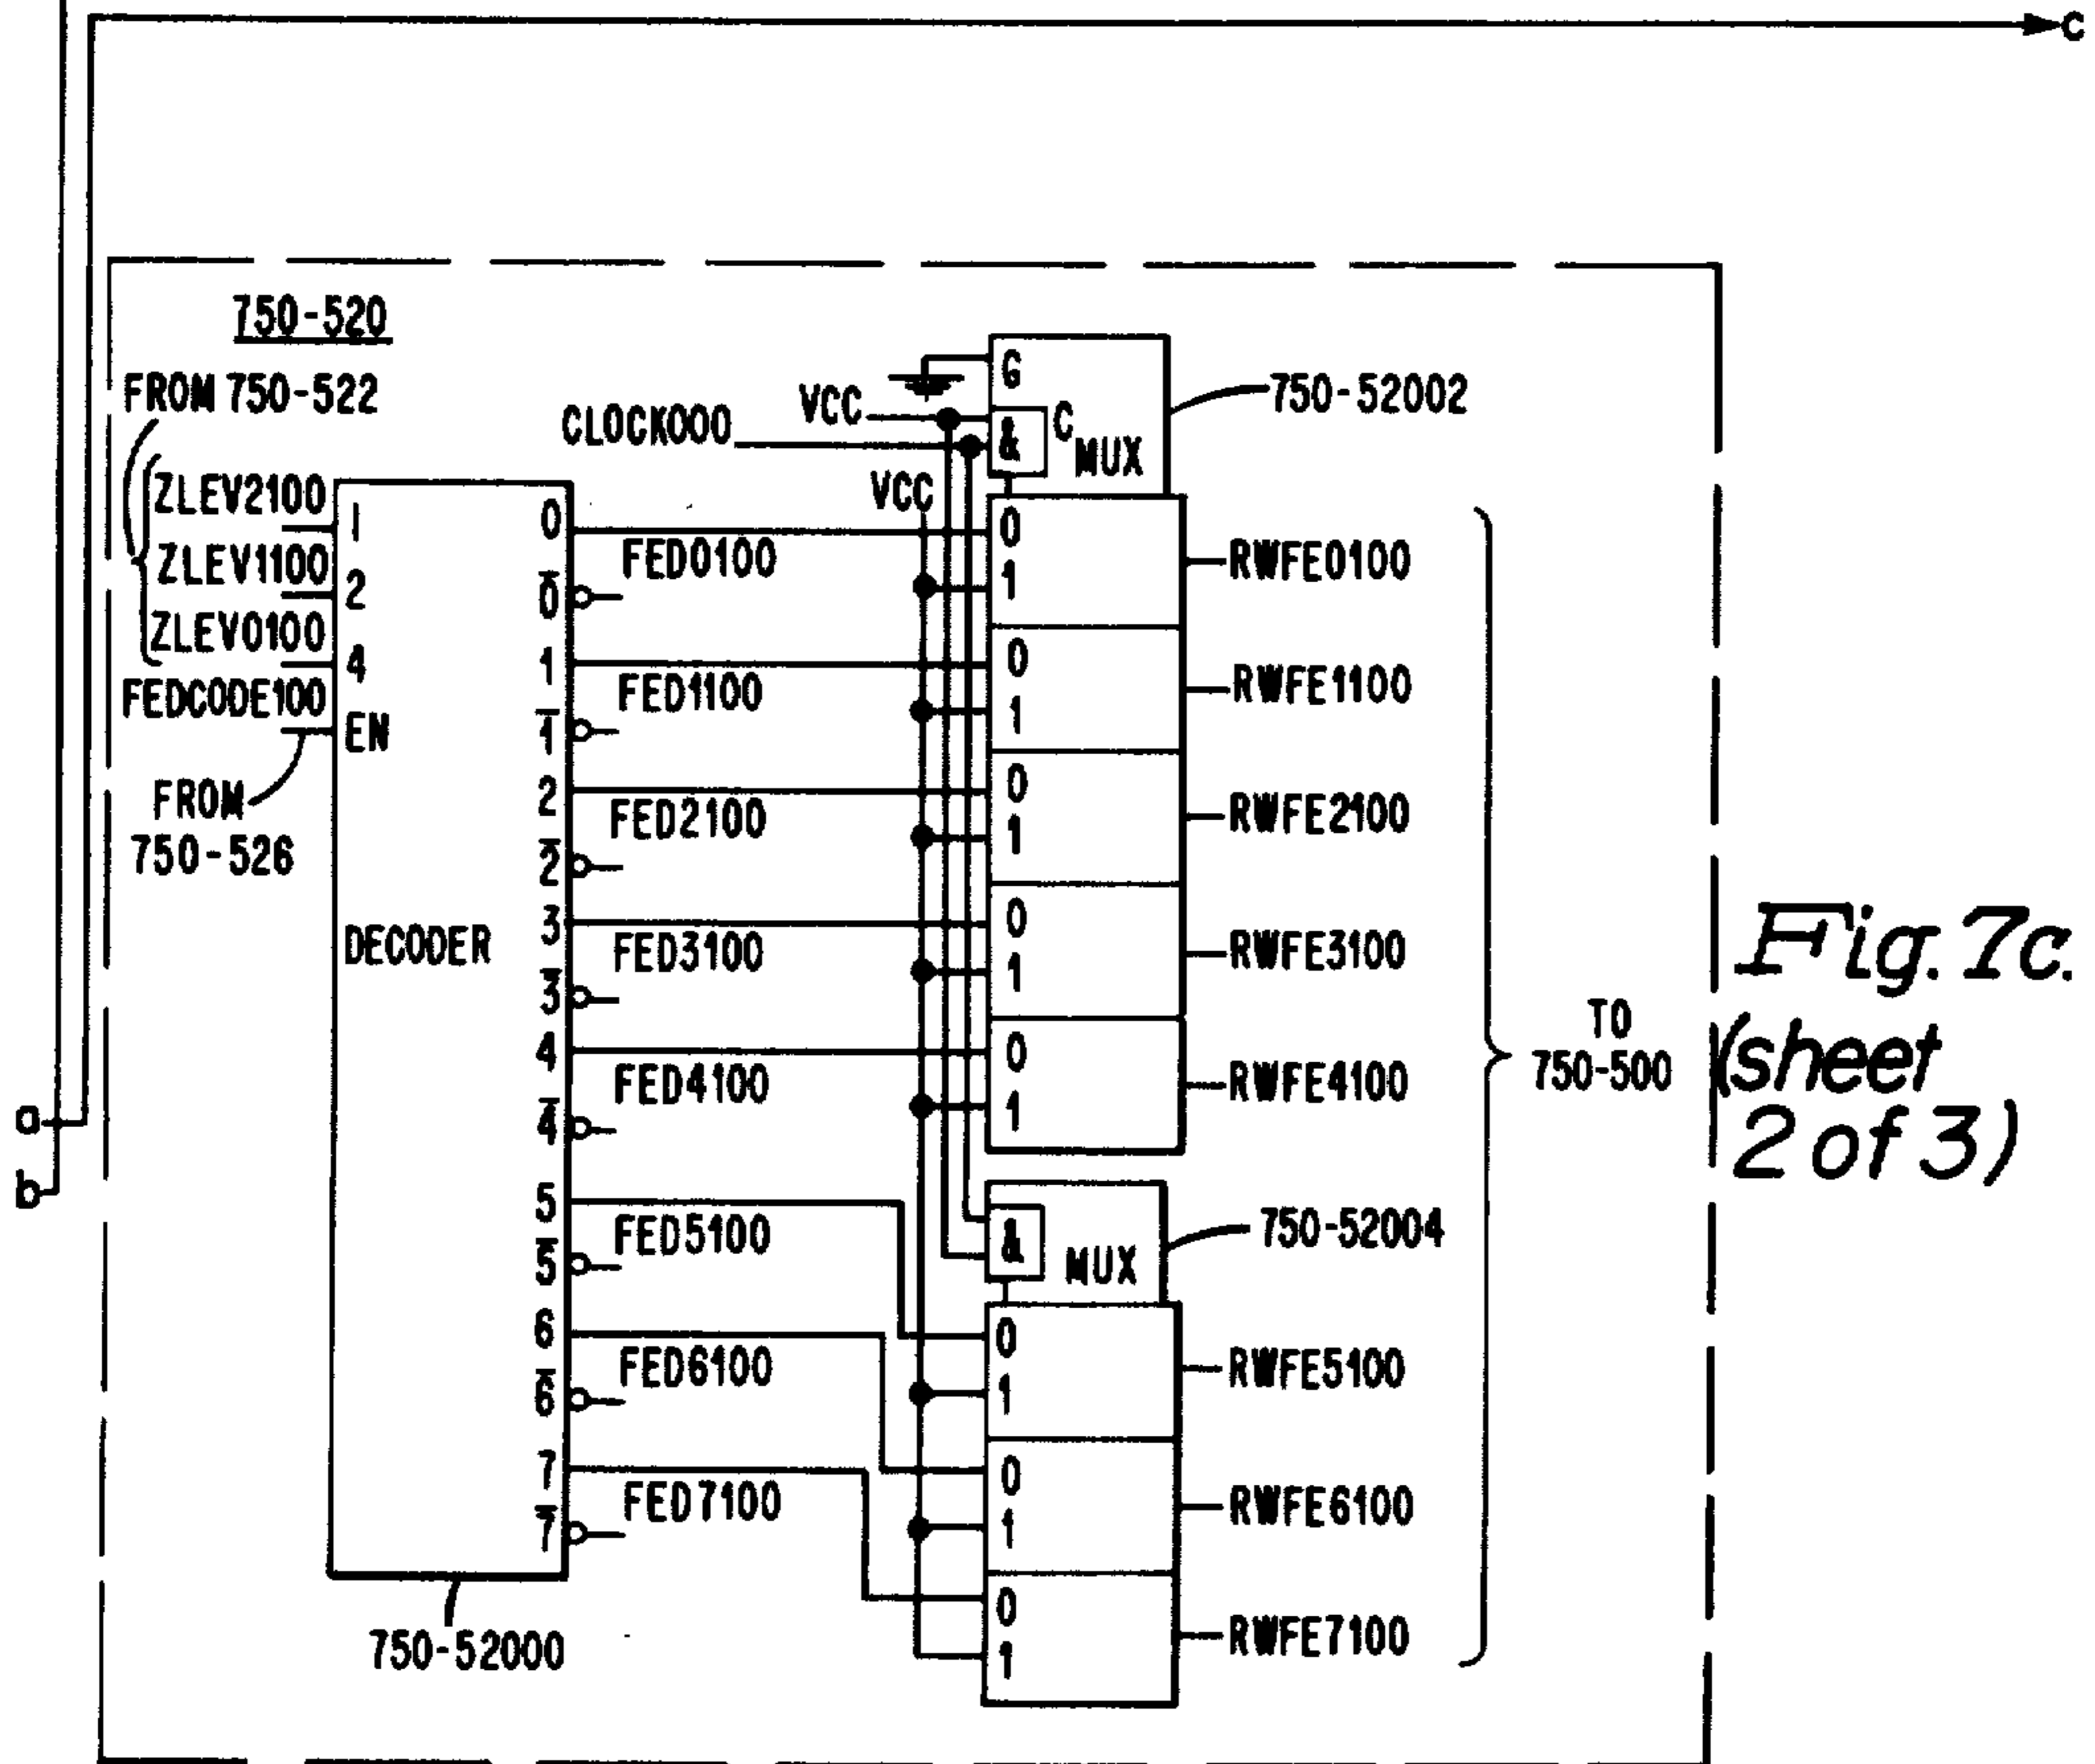 C
750-520
FROM 750-522
ZLEV2100
ZLEV1100
ZLEV0100
FEDCODE100
FROM
750-526
1
2
4
EN
DECODER
0
0̅
1
1̅
2
2̅
3
3̅
4
4̅
5
5̅
6
6̅
7
7̅
750-52000
FED0100
FED1100
FED2100
FED3100
FED4100
FED5100
FED6100
FED7100
VCC
CLOCK000
VCC
G
&
C
MUX
750-52002
0
1
RWFE0100
0
1
RWFE1100
0
1
RWFE2100
0
1
RWFE3100
0
1
RWFE4100
&
MUX
750-52004
0
1
RWFE5100
0
1
RWFE6100
0
1
RWFE7100
TO
750-500
a
b
Fig. 7c.
(sheet
2 of 3)